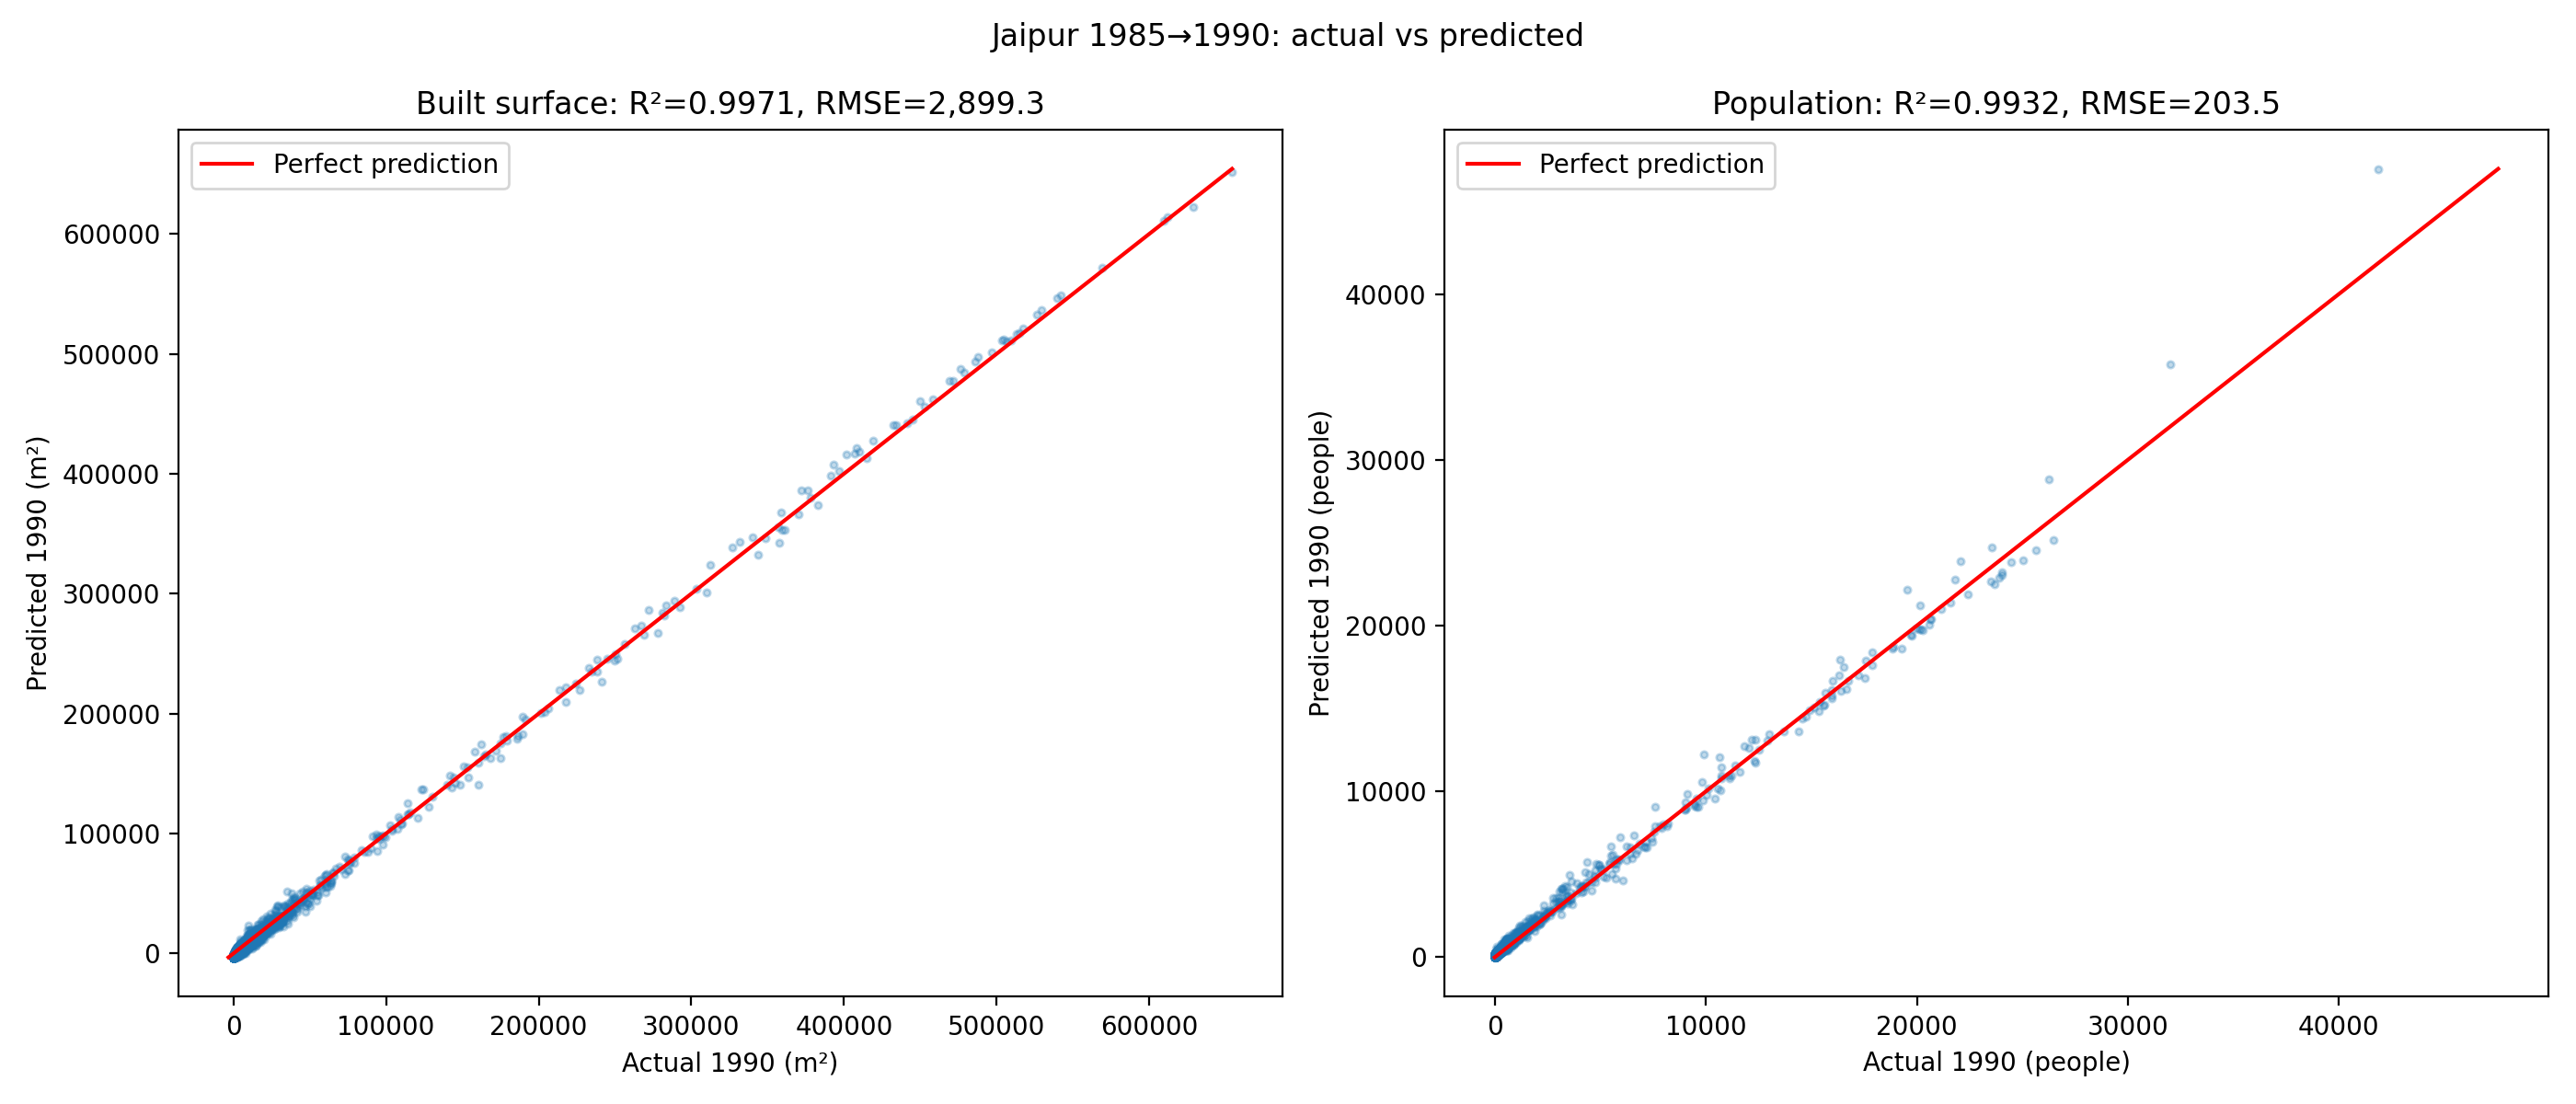 Jaipur 1985→1990: actual vs predicted
Built surface: R²=0.9971, RMSE=2,899.3
Perfect prediction
600000
500000
400000
300000
200000
100000
0
Predicted 1990 (m²)
0 100000 200000 300000 400000 500000 600000
Actual 1990 (m²)
Population: R²=0.9932, RMSE=203.5
Perfect prediction
40000
30000
20000
10000
0
Predicted 1990 (people)
0 10000 20000 30000 40000
Actual 1990 (people)